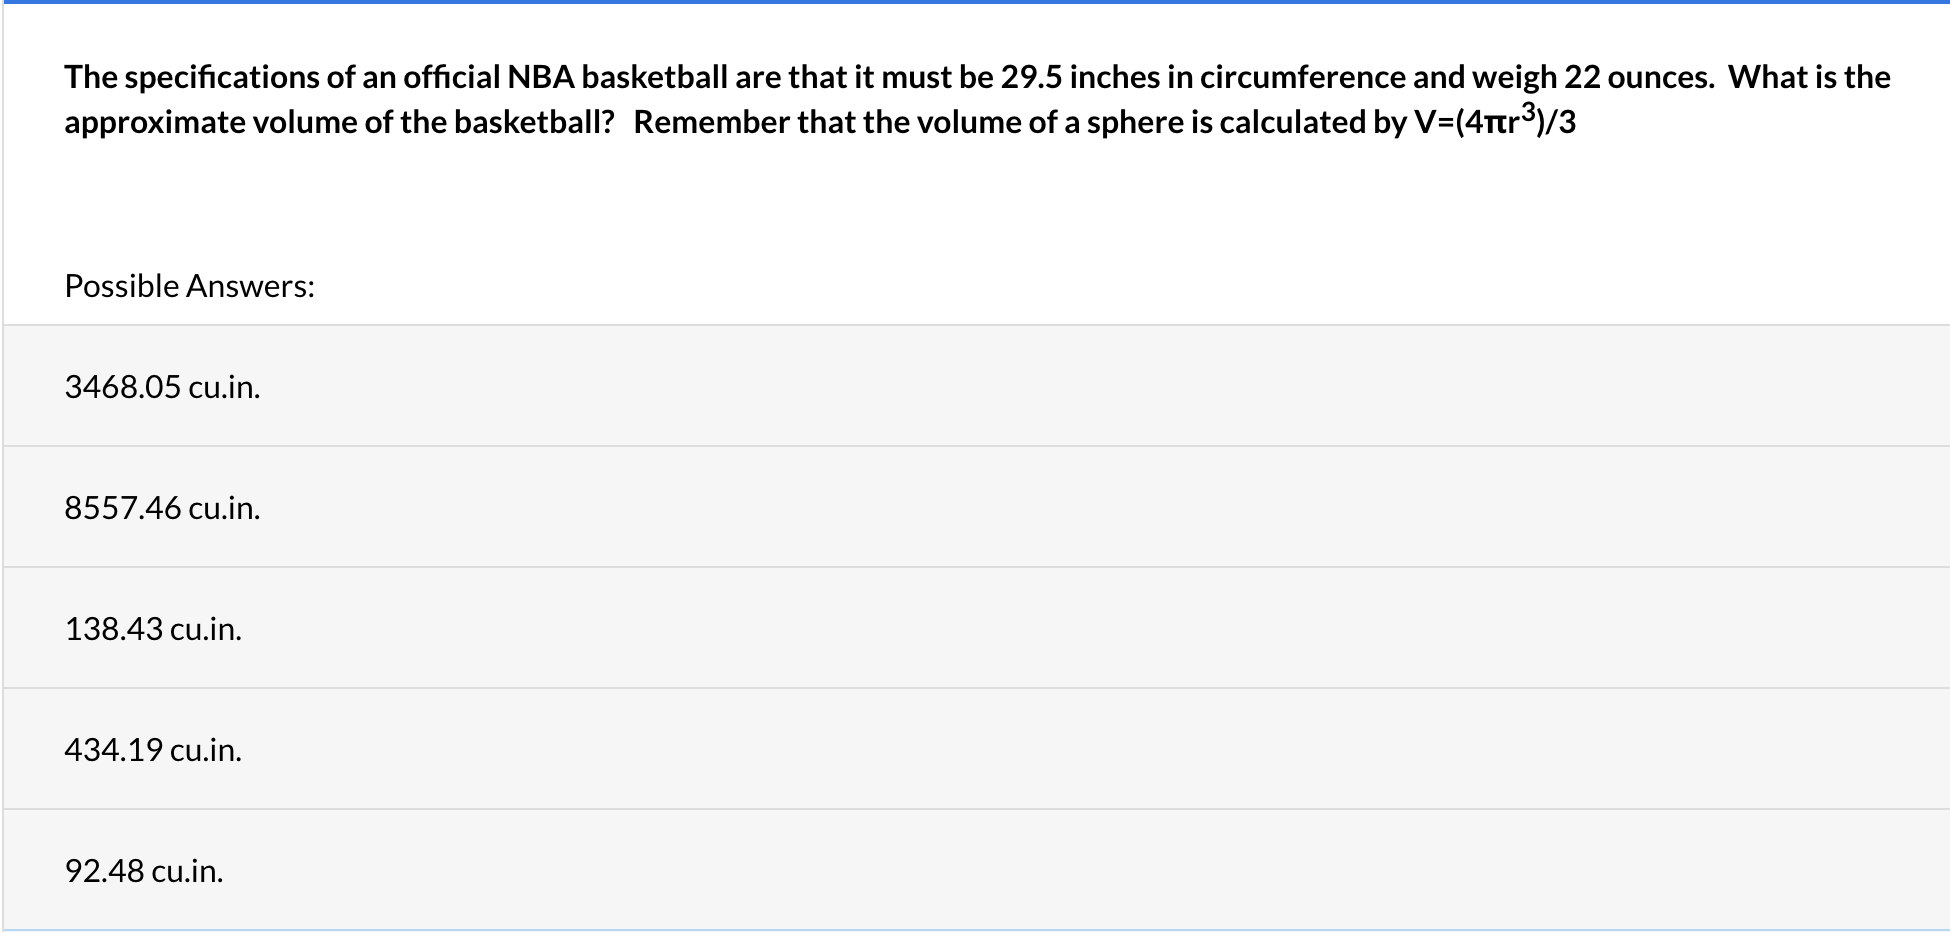 The specifications of an official NBA basketball are that it must be 29.5 inches in circumference and weigh 22 ounces.  What is the
approximate volume of the basketball?  Remember that the volume of a sphere is calculated by V=(4πr³)/3
Possible Answers:
3468.05 cu.in.
8557.46 cu.in.
138.43 cu.in.
434.19 cu.in.
92.48 cu.in.